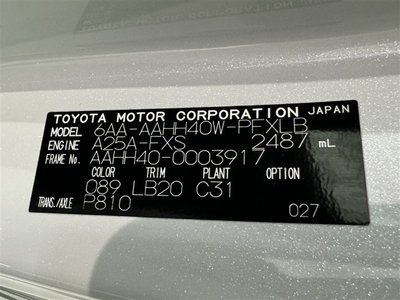 TOYOTA MOTOR CORPORATION JAPAN
MODEL 6AA-AAHH40W-PFXLB
ENGINE A25A-FXS 2487 mL
FRAME No. AAHH40-0003917
COLOR TRIM PLANT OPTION
089 LB20 C31
TRANS./AXLE P810
027